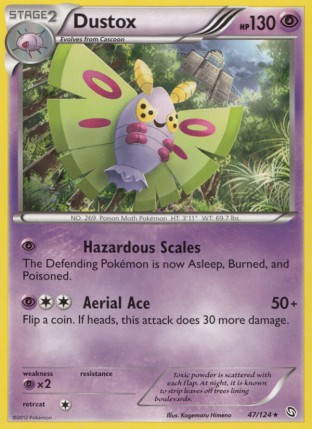 STAGE2
Dustox
HP130
Evolves from Cascoon
NO. 269 Poison Moth Pokémon. HT: 3'11" WT: 69.7 lbs.
Hazardous Scales
The Defending Pokémon is now Asleep, Burned, and
Poisoned.
Aerial Ace 50+
Flip a coin. If heads, this attack does 30 more damage.
weakness
×2
resistance
retreat
Toxic powder is scattered with
each flap. At night, it is known
to strip leaves off trees lining
boulevards.
©2012 Pokémon
Illus. Kagemaru Himeno
47/124★